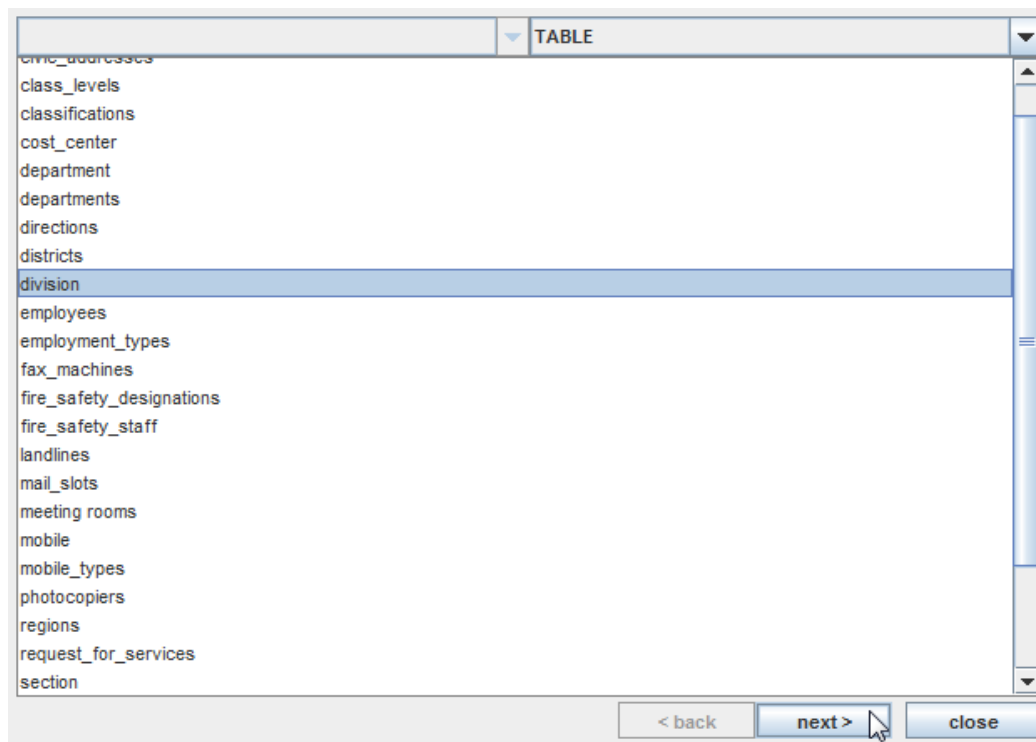 TABLE
civic_addresses
class_levels
classifications
cost_center
department
departments
directions
districts
division
employees
employment_types
fax_machines
fire_safety_designations
fire_safety_staff
landlines
mail_slots
meeting rooms
mobile
mobile_types
photocopiers
regions
request_for_services
section
< back next > close